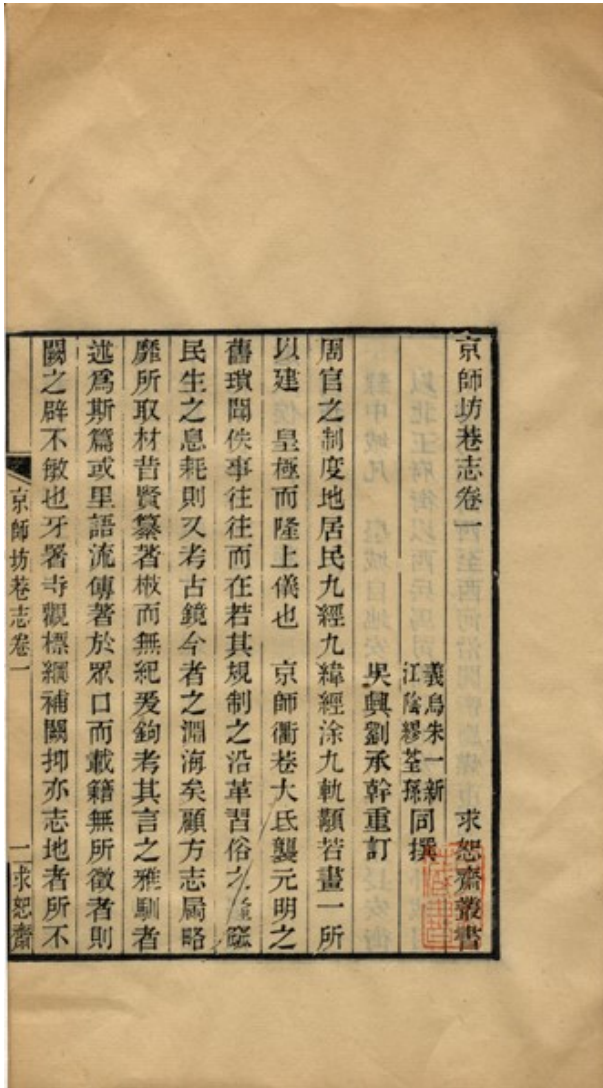 京師坊巷志卷一 求恕齋叢書
義烏朱一新
江陰繆荃孫
同撰
吳興劉承幹重訂
周官之制度地居民九經九緯經涂九軌顜若畫一所
以建 皇極而隆上儀也 京師衢巷大氐襲元明之
舊瑣聞佚事往往而在若其規制之沿革習俗之隆窳
民生之息耗則又考古鏡今者之淵海矣顧方志略
靡所取材昔賢纂著㪔而無紀爰鉤考其言之雅馴者
述爲斯篇或里語流傳著於眾口而載籍無所徵者則
闕之辟不敏也牙署寺觀標綱補闕抑亦志地者所不
京師坊巷志卷一 一 求恕齋